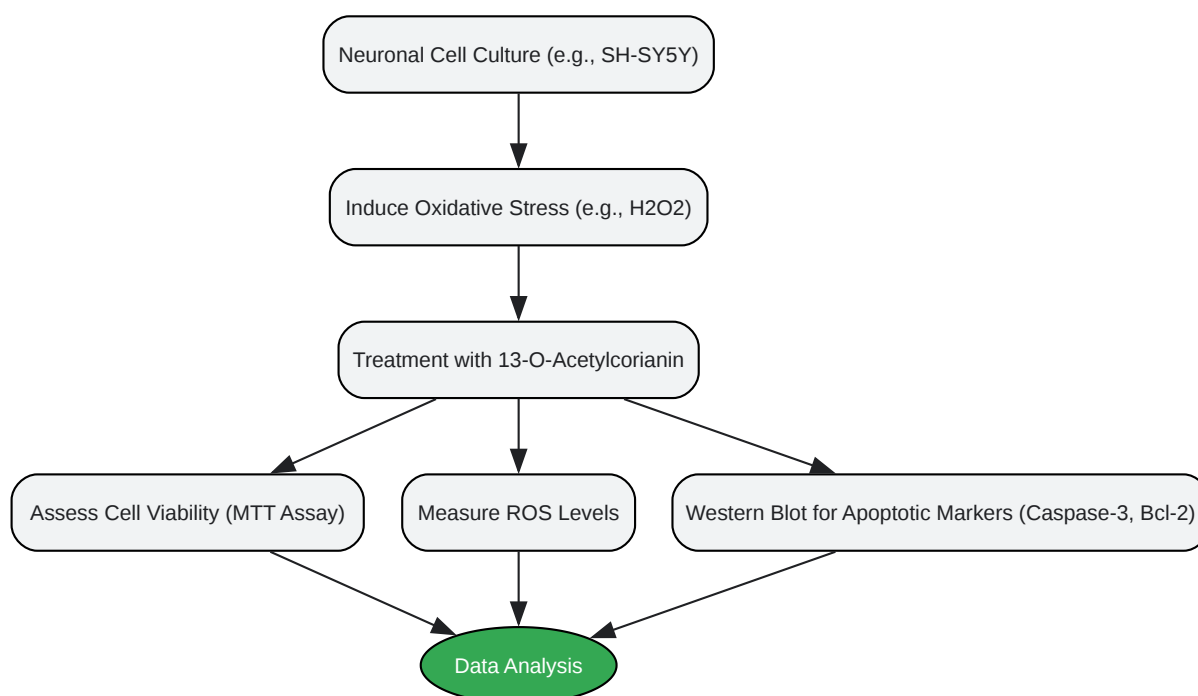 Neuronal Cell Culture (e.g., SH-SY5Y)
Induce Oxidative Stress (e.g., H2O2)
Treatment with 13-O-Acetylcorianin
Assess Cell Viability (MTT Assay)
Measure ROS Levels
Western Blot for Apoptotic Markers (Caspase-3, Bcl-2)
Data Analysis